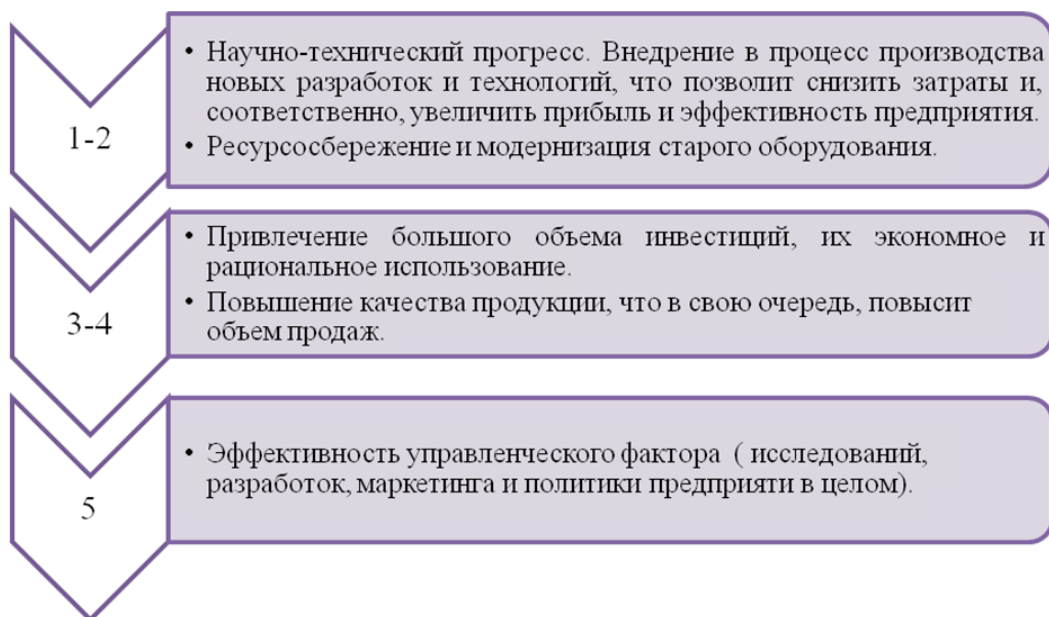 1-2
• Научно-технический прогресс. Внедрение в процесс производства
новых разработок и технологий, что позволит снизить затраты и,
соответственно, увеличить прибыль и эффективность предприятия.
• Ресурсосбережение и модернизация старого оборудования.
3-4
• Привлечение большого объема инвестиций, их экономное и
рациональное использование.
• Повышение качества продукции, что в свою очередь, повысит
объем продаж.
5
• Эффективность управленческого фактора ( исследований,
разработок, маркетинга и политики предприяти в целом).